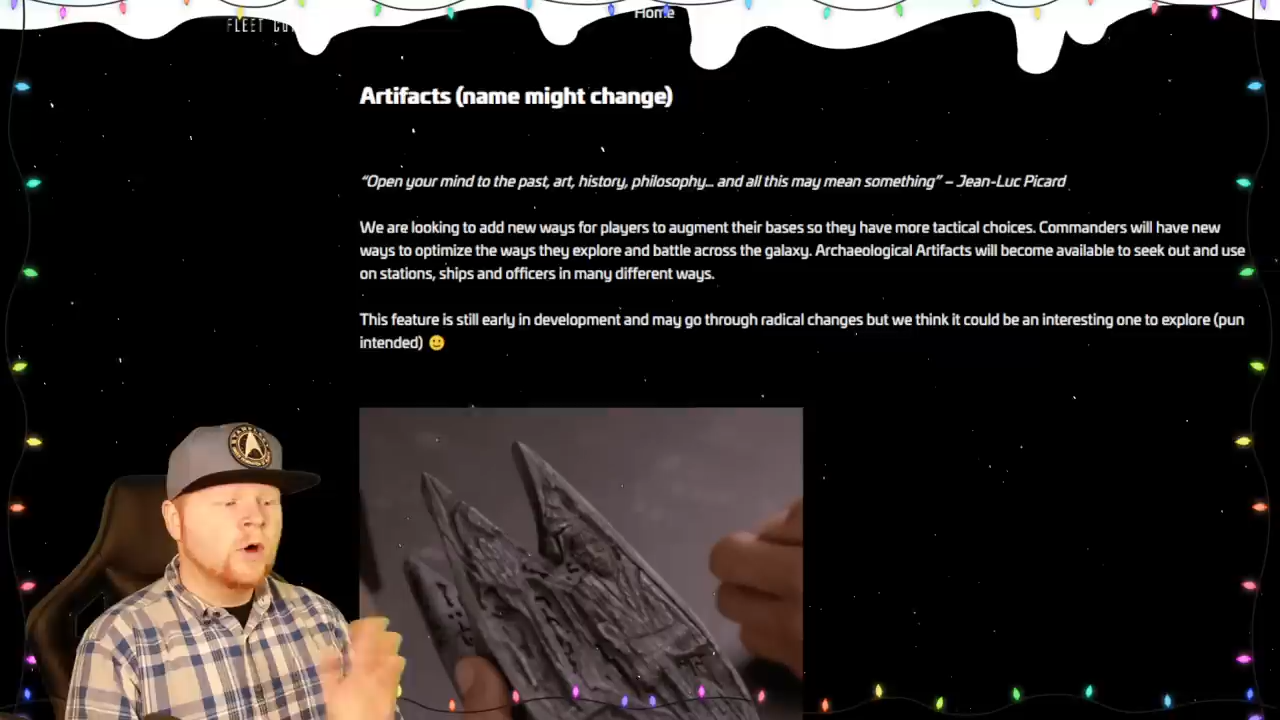 Home
FLEET
Artifacts (name might change)
“Open your mind to the past, art, history, philosophy... and all this may mean something” – Jean-Luc Picard
We are looking to add new ways for players to augment their bases so they have more tactical choices. Commanders will have new
ways to optimize the ways they explore and battle across the galaxy. Archaeological Artifacts will become available to seek out and use
on stations, ships and officers in many different ways.
This feature is still early in development and may go through radical changes but we think it could be an interesting one to explore (pun
intended) 🙂